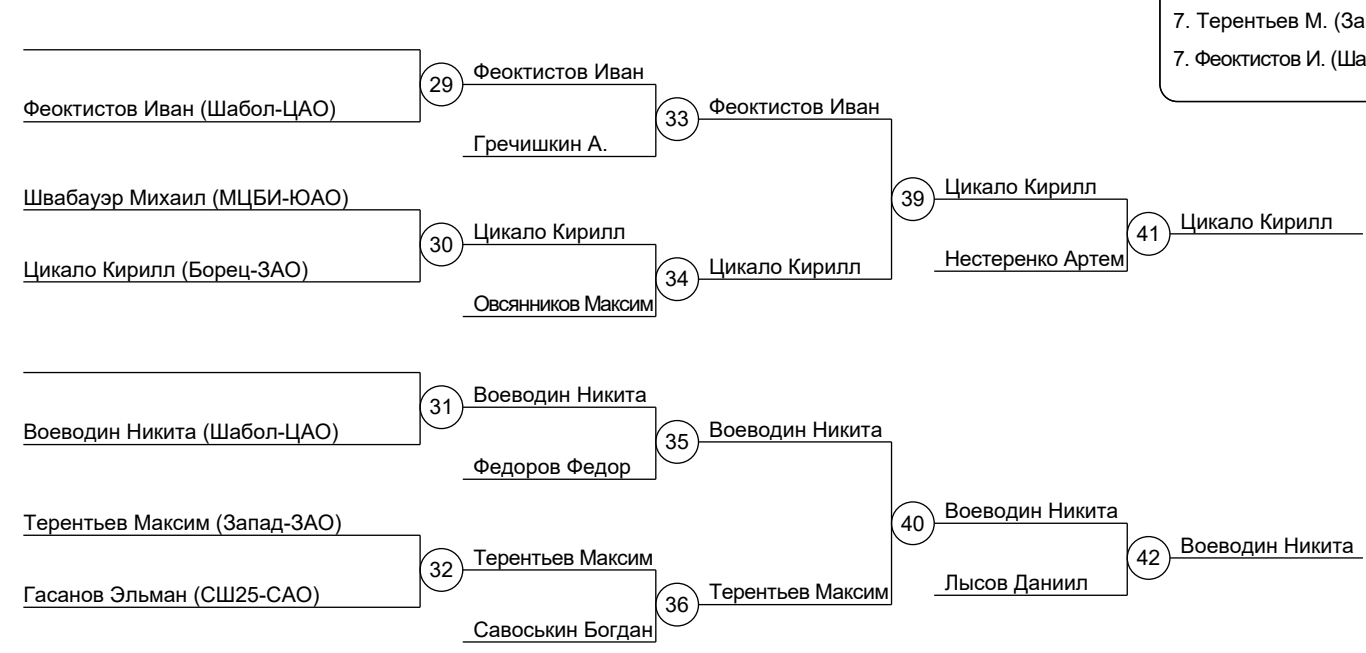 7. Терентьев М. (За
7. Феоктистов И. (Ша
29
Феоктистов Иван
Феоктистов Иван (Шабол-ЦАО)
33
Феоктистов Иван
Гречишкин А.
Швабауэр Михаил (МЦБИ-ЮАО)
39
Цикало Кирилл
30
Цикало Кирилл
41
Цикало Кирилл
Цикало Кирилл (Борец-ЗАО)
34
Цикало Кирилл
Нестеренко Артем
Овсянников Максим
31
Воеводин Никита
Воеводин Никита (Шабол-ЦАО)
35
Воеводин Никита
Федоров Федор
Терентьев Максим (Запад-ЗАО)
40
Воеводин Никита
32
Терентьев Максим
42
Воеводин Никита
Гасанов Эльман (СШ25-САО)
36
Терентьев Максим
Лысов Даниил
Савоськин Богдан